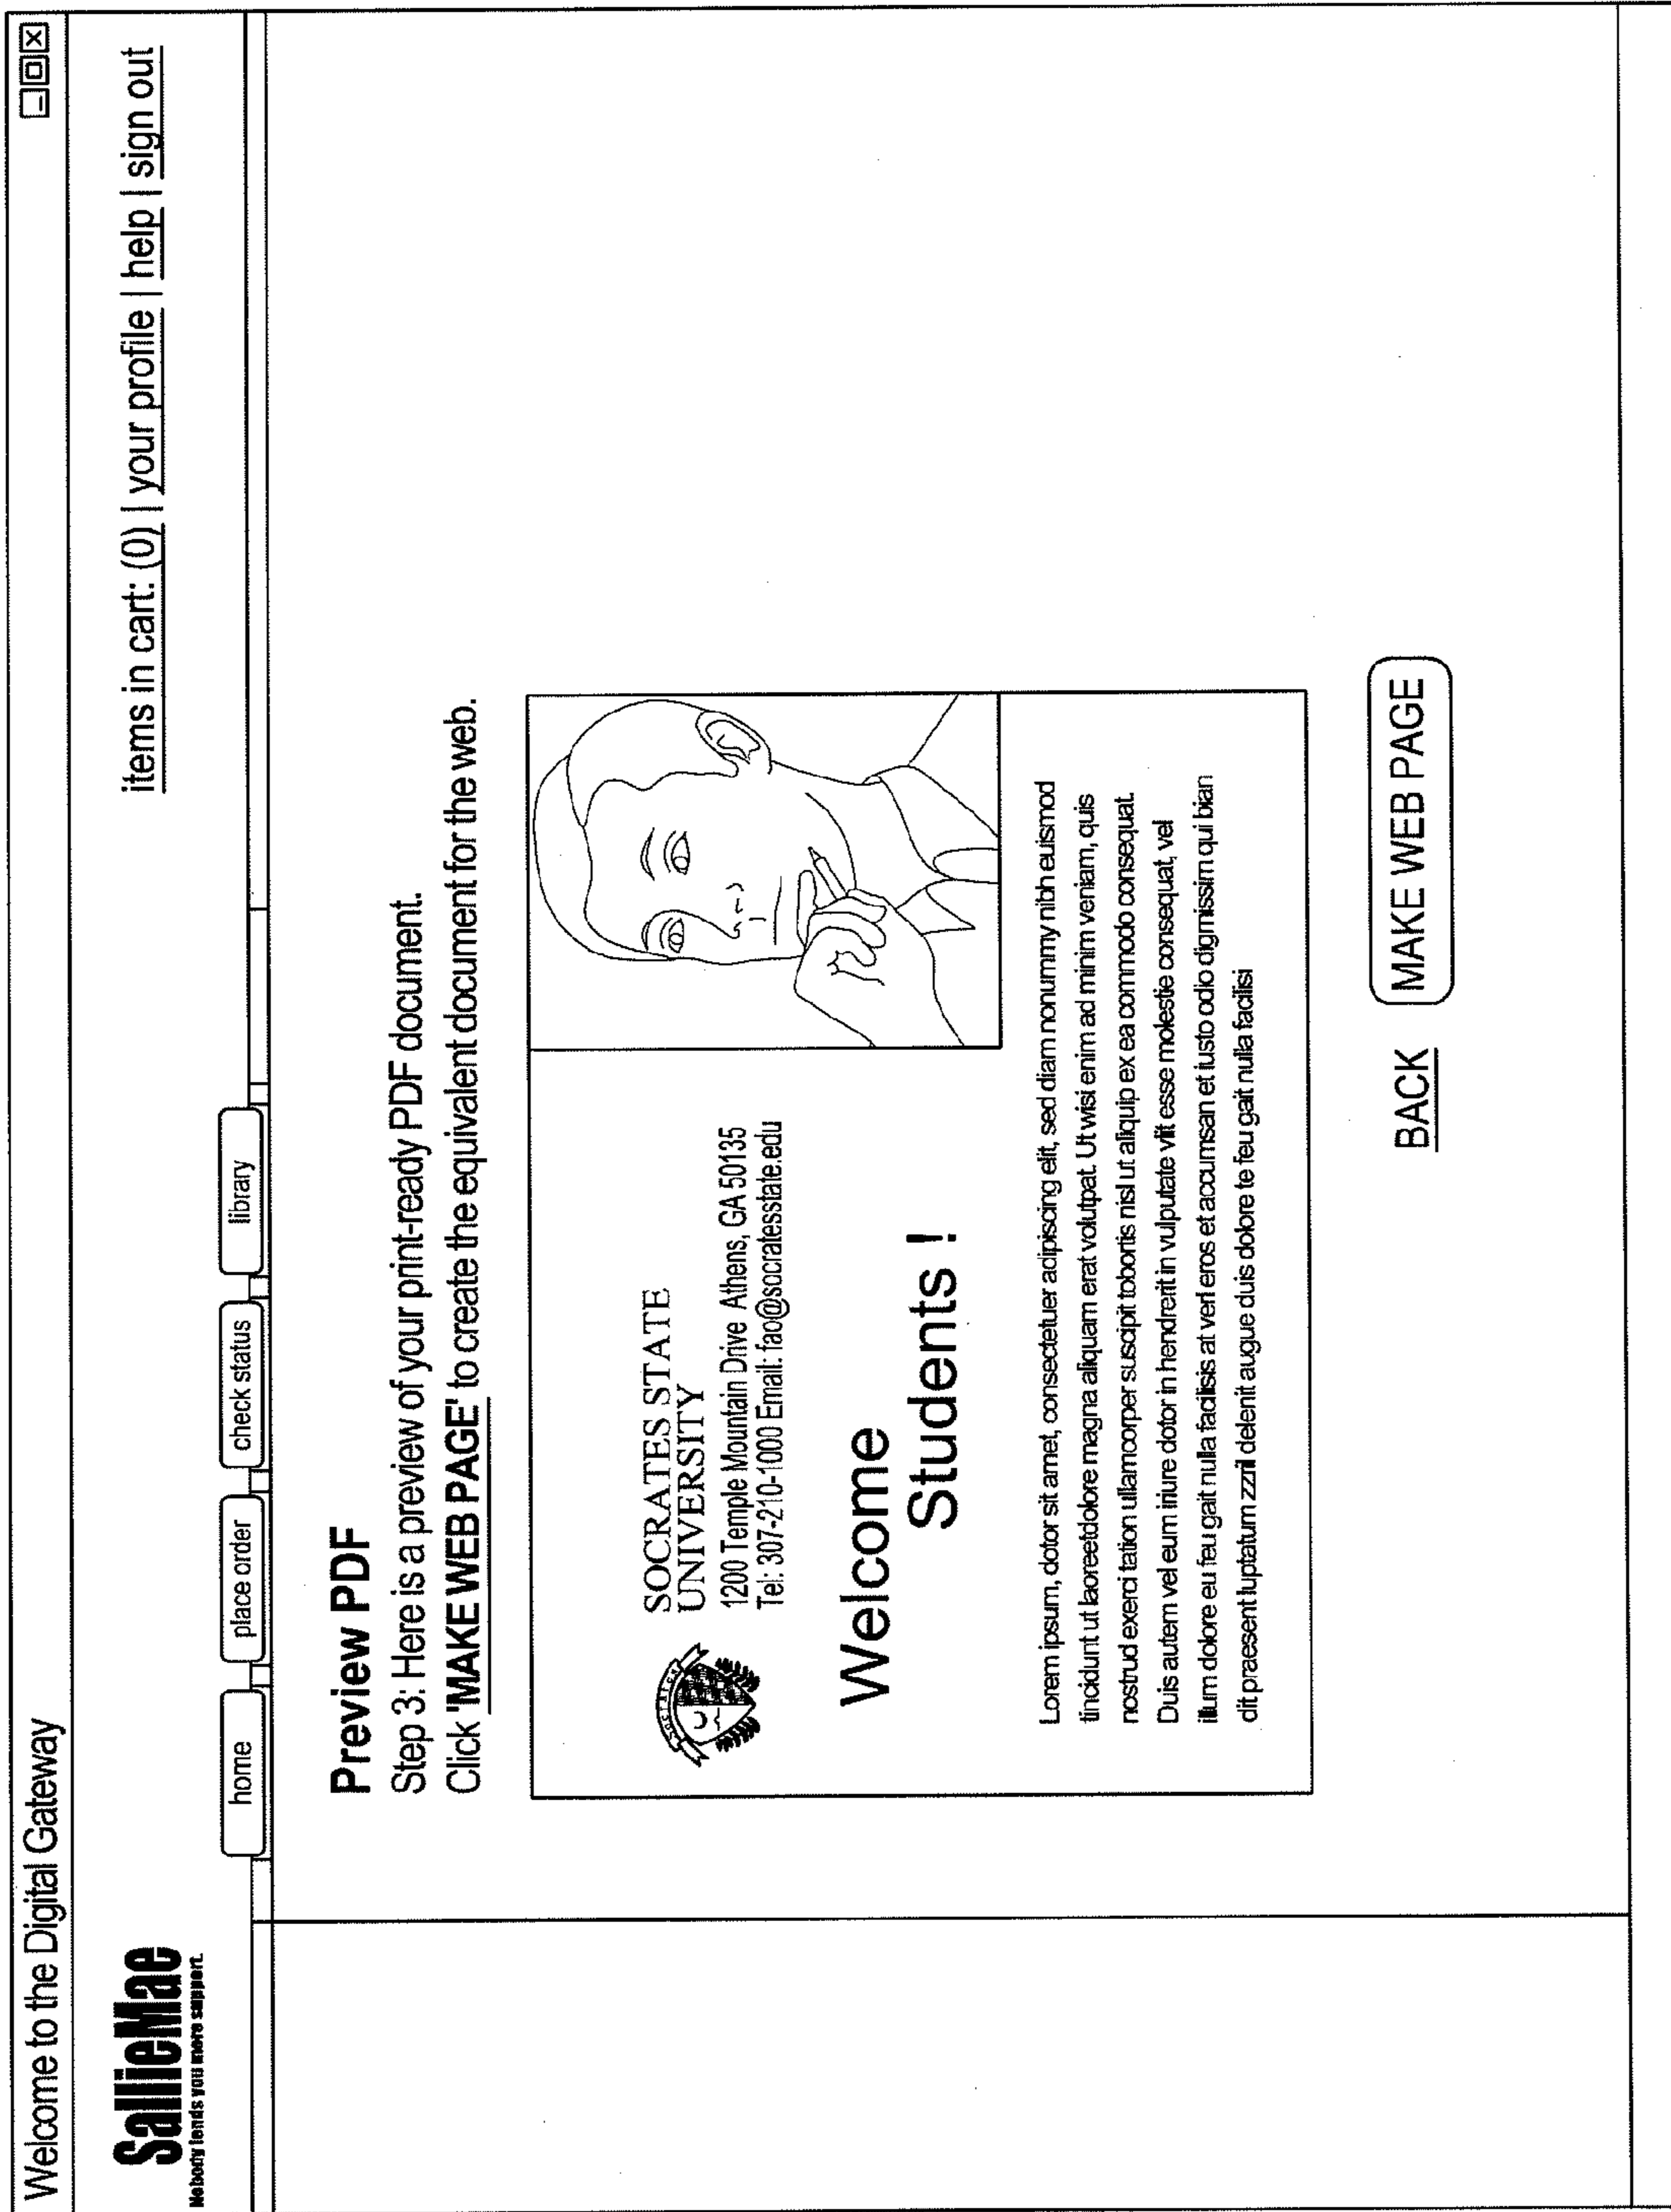 Welcome to the Digital Gateway
SallieMae
Nobody lends you more support.
items in cart: (0) | your profile | help | sign out
home
place order
check status
library
Preview PDF
Step 3: Here is a preview of your print-ready PDF document.
Click 'MAKE WEB PAGE' to create the equivalent document for the web.
SOCRATES
SOCRATES STATE
UNIVERSITY
1200 Temple Mountain Drive Athens, GA 50135
Tel: 307-210-1000 Email: fao@socratesstate.edu
Welcome
Students !
Lorem ipsum, dotor sit amet, consectetuer adipiscing elit, sed diam nonummy nibh euismod
tincidunt ut laoreetdolore magna aliquam erat volutpat. Ut wisi enim ad minim veniam, quis
nostrud exerci tation ullamcorper suscipit tobortis nisl ut aliquip ex ea commodo consequat.
Duis autem vel eum iriure dotor in hendrerit in vulputate vlit esse molestie consequat, vel
illum dolore eu feu gait nulla facilisis at verl eros et accumsan et iusto odio digmissim qui bian
dit praesent luptatum zzril delenit augue duis dolore te feu gait nulla facilisi
BACK
MAKE WEB PAGE